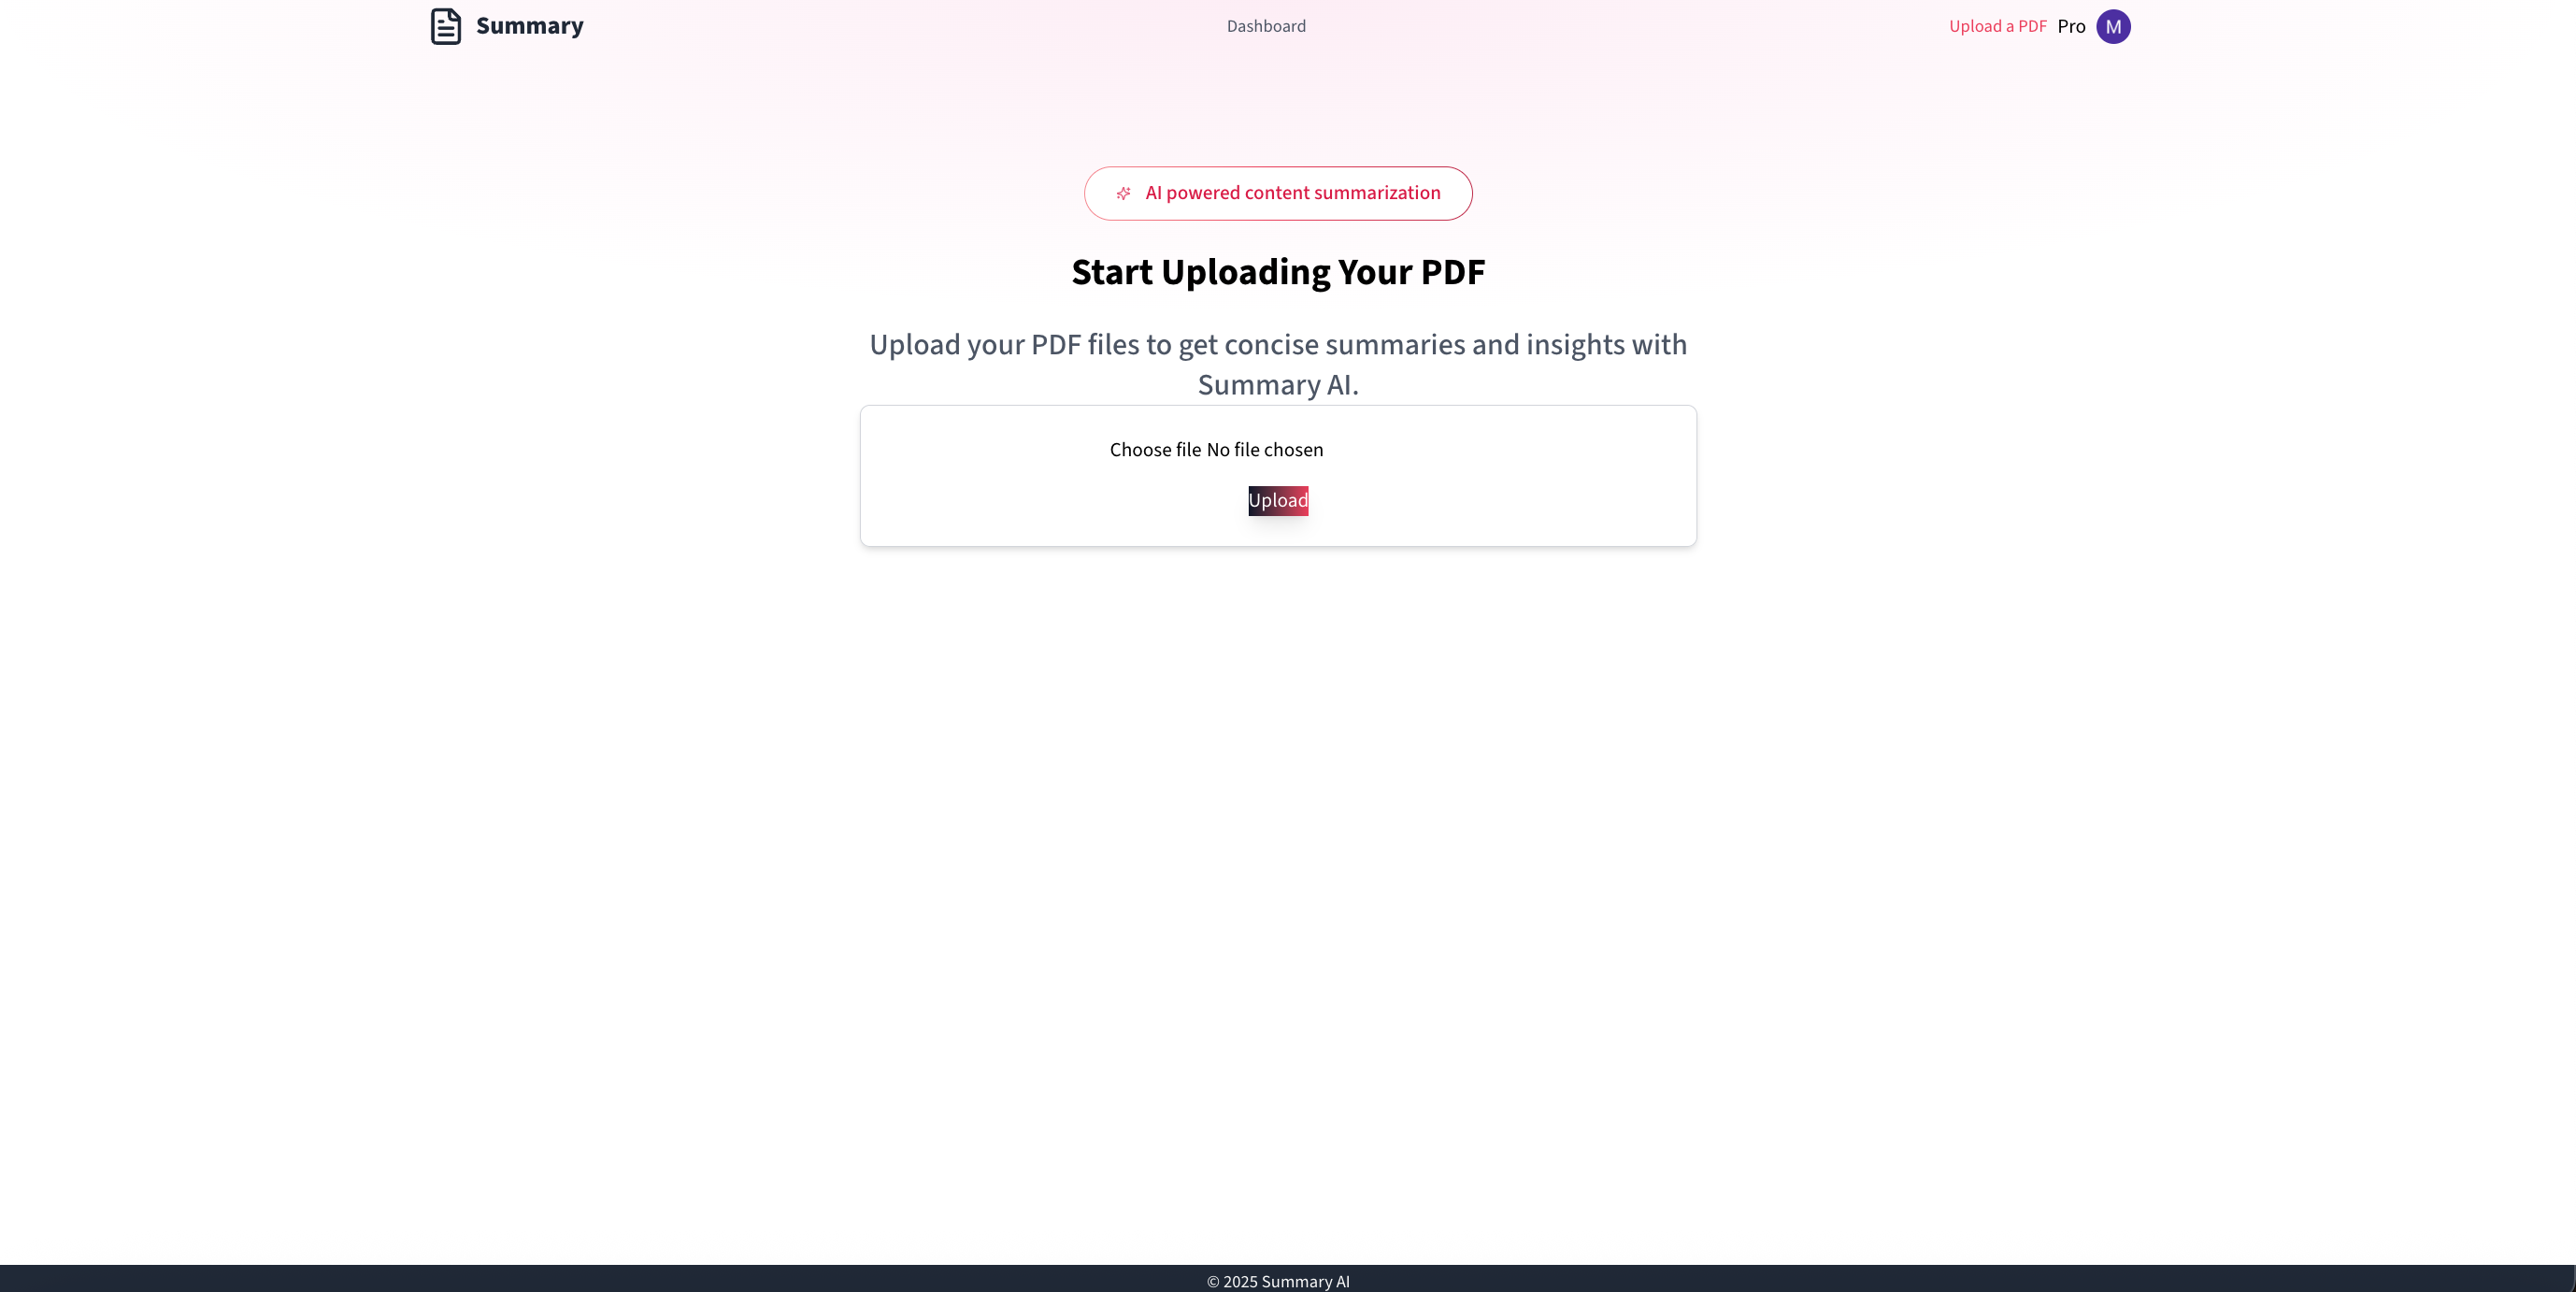 Summary
Dashboard
Upload a PDF
Pro
M
AI powered content summarization
Start Uploading Your PDF
Upload your PDF files to get concise summaries and insights with
Summary AI.
Choose file No file chosen
Upload
© 2025 Summary AI